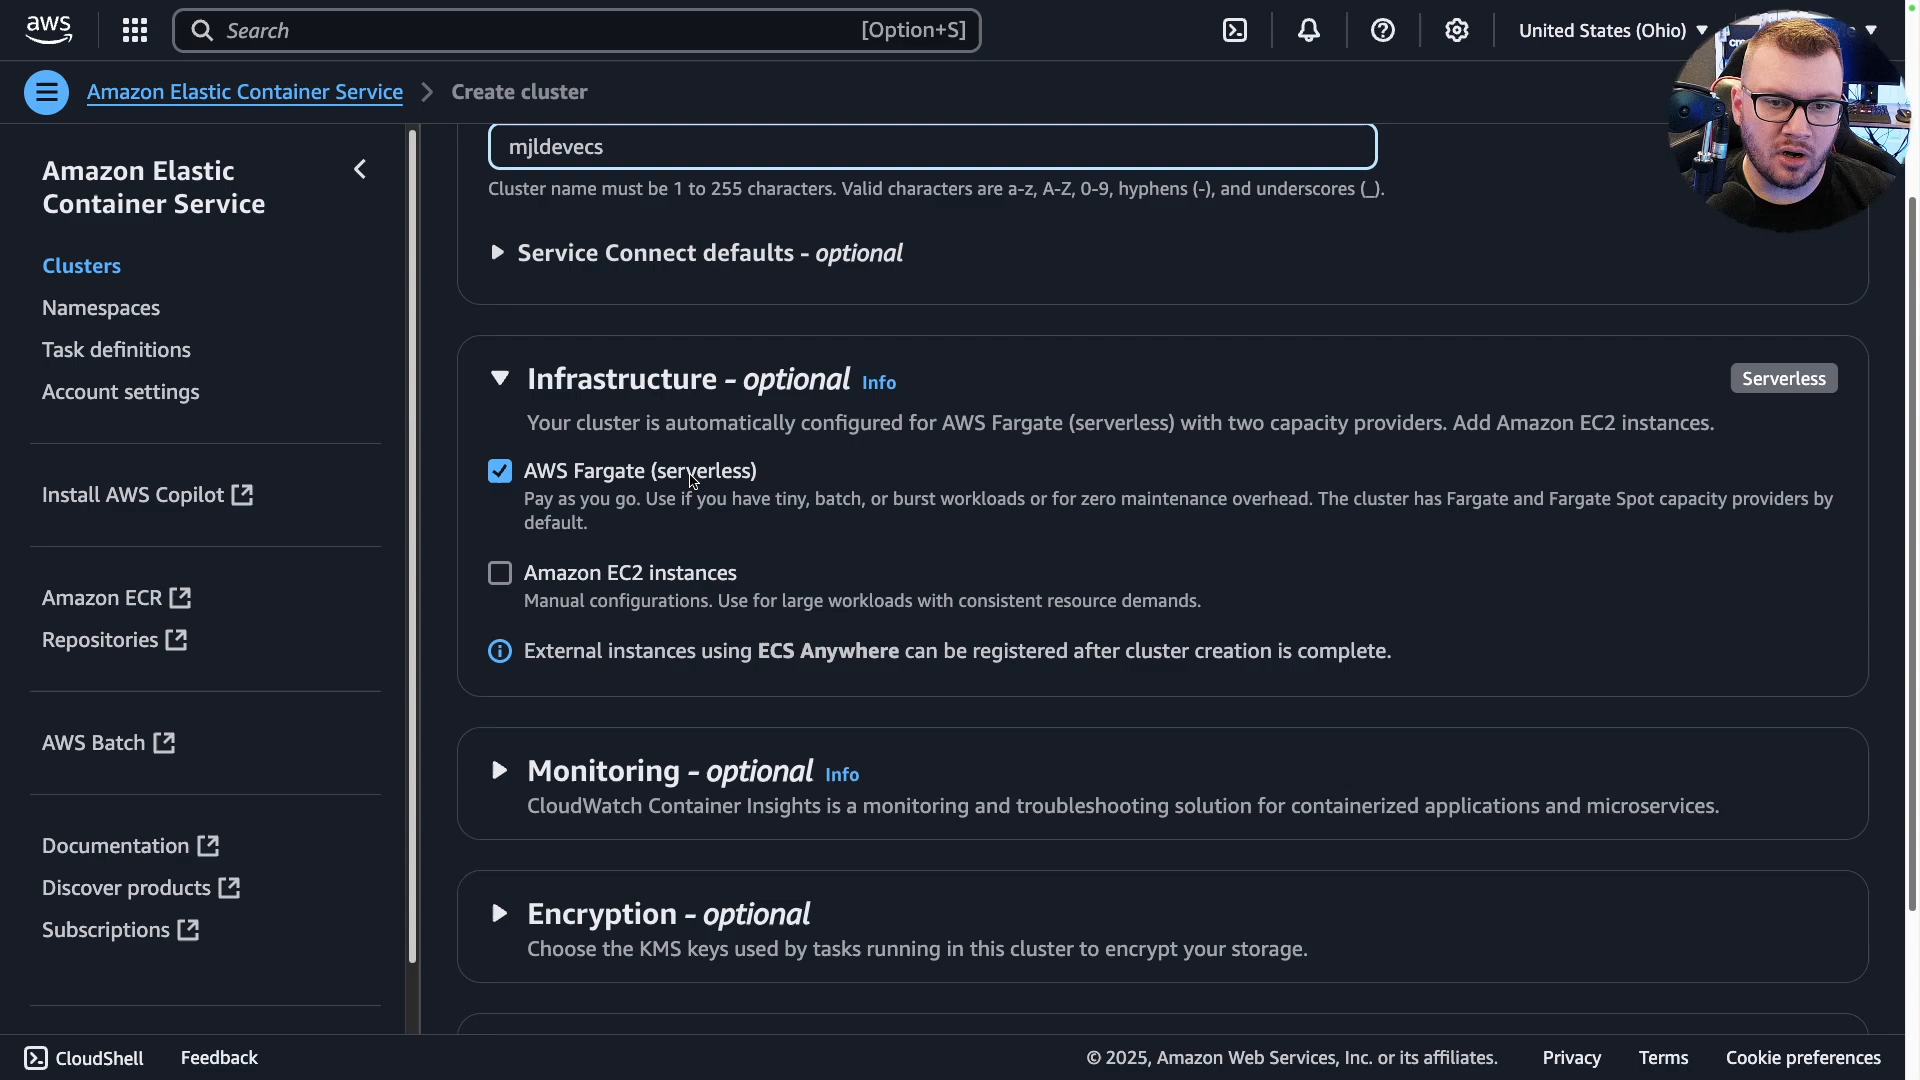 aws
Search
[Option+S]
United States (Ohio)
Amazon Elastic Container Service
Create cluster
Amazon Elastic
Container Service
Clusters
Namespaces
Task definitions
Account settings
Install AWS Copilot
Amazon ECR
Repositories
AWS Batch
Documentation
Discover products
Subscriptions
mjldevecs
Cluster name must be 1 to 255 characters. Valid characters are a-z, A-Z, 0-9, hyphens (-), and underscores (_).
Service Connect defaults - optional
Infrastructure - optional Info
Serverless
Your cluster is automatically configured for AWS Fargate (serverless) with two capacity providers. Add Amazon EC2 instances.
AWS Fargate (serverless)
Pay as you go. Use if you have tiny, batch, or burst workloads or for zero maintenance overhead. The cluster has Fargate and Fargate Spot capacity providers by
default.
Amazon EC2 instances
Manual configurations. Use for large workloads with consistent resource demands.
External instances using ECS Anywhere can be registered after cluster creation is complete.
Monitoring - optional Info
CloudWatch Container Insights is a monitoring and troubleshooting solution for containerized applications and microservices.
Encryption - optional
Choose the KMS keys used by tasks running in this cluster to encrypt your storage.
CloudShell
Feedback
© 2025, Amazon Web Services, Inc. or its affiliates.
Privacy
Terms
Cookie preferences